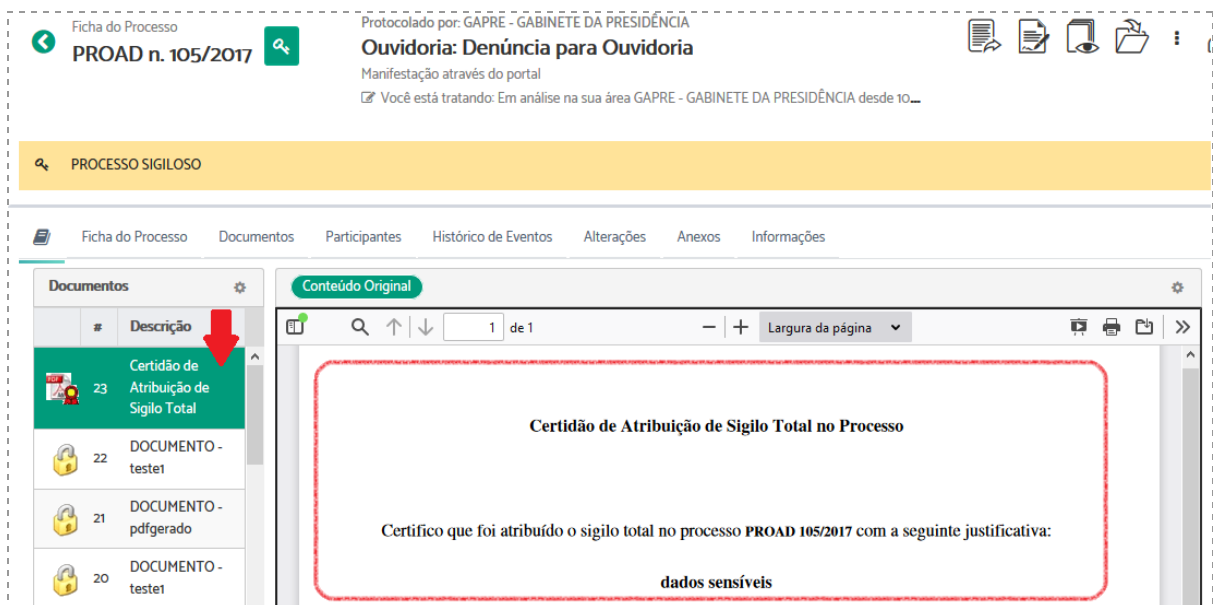 Ficha do Processo
PROAD n. 105/2017
Protocolado por: GAPRE - GABINETE DA PRESIDÊNCIA
Ouvidoria: Denúncia para Ouvidoria
Manifestação através do portal
Você está tratando: Em análise na sua área GAPRE - GABINETE DA PRESIDÊNCIA desde 10...
PROCESSO SIGILOSO
Ficha do Processo Documentos Participantes Histórico de Eventos Alterações Anexos Informações
Documentos
# Descrição
23 Certidão de
Atribuição de
Sigilo Total
22 DOCUMENTO -
teste1
21 DOCUMENTO -
pdfgerado
20 DOCUMENTO -
teste1
Conteúdo Original
1 de 1 Largura da página
Certidão de Atribuição de Sigilo Total no Processo
Certifico que foi atribuído o sigilo total no processo PROAD 105/2017 com a seguinte justificativa:
dados sensíveis